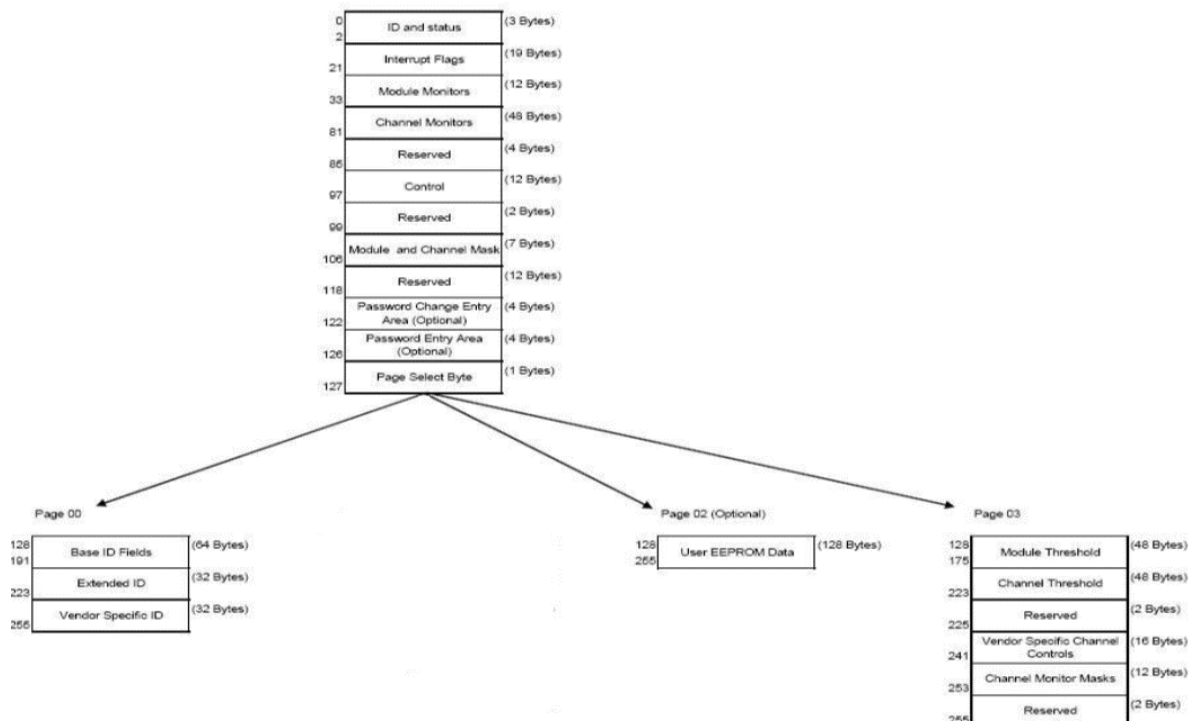 0
ID and status
(3 Bytes)
2
Interrupt Flags
(19 Bytes)
21
Module Monitors
(12 Bytes)
33
Channel Monitors
(48 Bytes)
81
Reserved
(4 Bytes)
85
Control
(12 Bytes)
97
Reserved
(2 Bytes)
99
Module and Channel Mask
(7 Bytes)
106
Reserved
(12 Bytes)
118
Password Change Entry
Area (Optional)
(4 Bytes)
122
Password Entry Area
(Optional)
(4 Bytes)
126
Page Select Byte
(1 Bytes)
127
Page 00
128
Base ID Fields
(64 Bytes)
191
Extended ID
(32 Bytes)
223
Vendor Specific ID
(32 Bytes)
255
Page 02 (Optional)
128
User EEPROM Data
(128 Bytes)
255
Page 03
128
Module Threshold
(48 Bytes)
175
Channel Threshold
(48 Bytes)
223
Reserved
(2 Bytes)
225
Vendor Specific Channel
Controls
(16 Bytes)
241
Channel Monitor Masks
(12 Bytes)
253
Reserved
(2 Bytes)
255